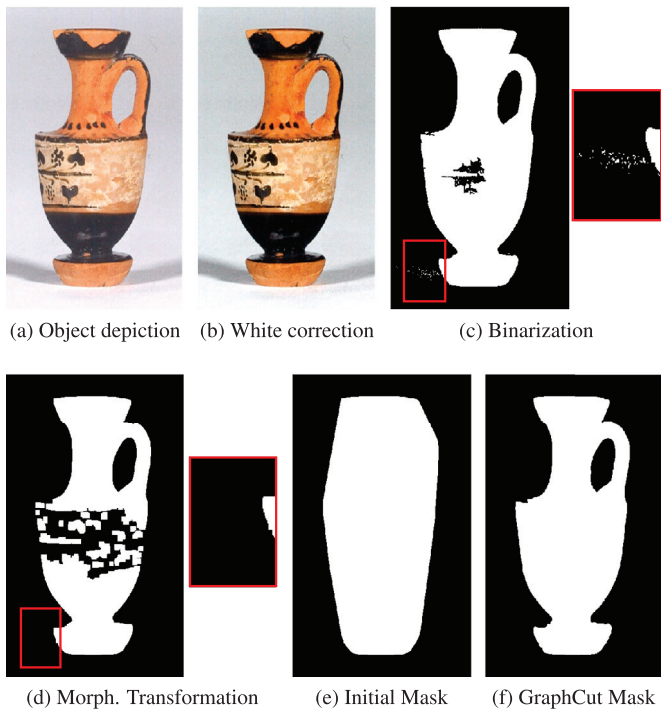 (a) Object depiction
(b) White correction
(c) Binarization
(d) Morph. Transformation
(e) Initial Mask
(f) GraphCut Mask